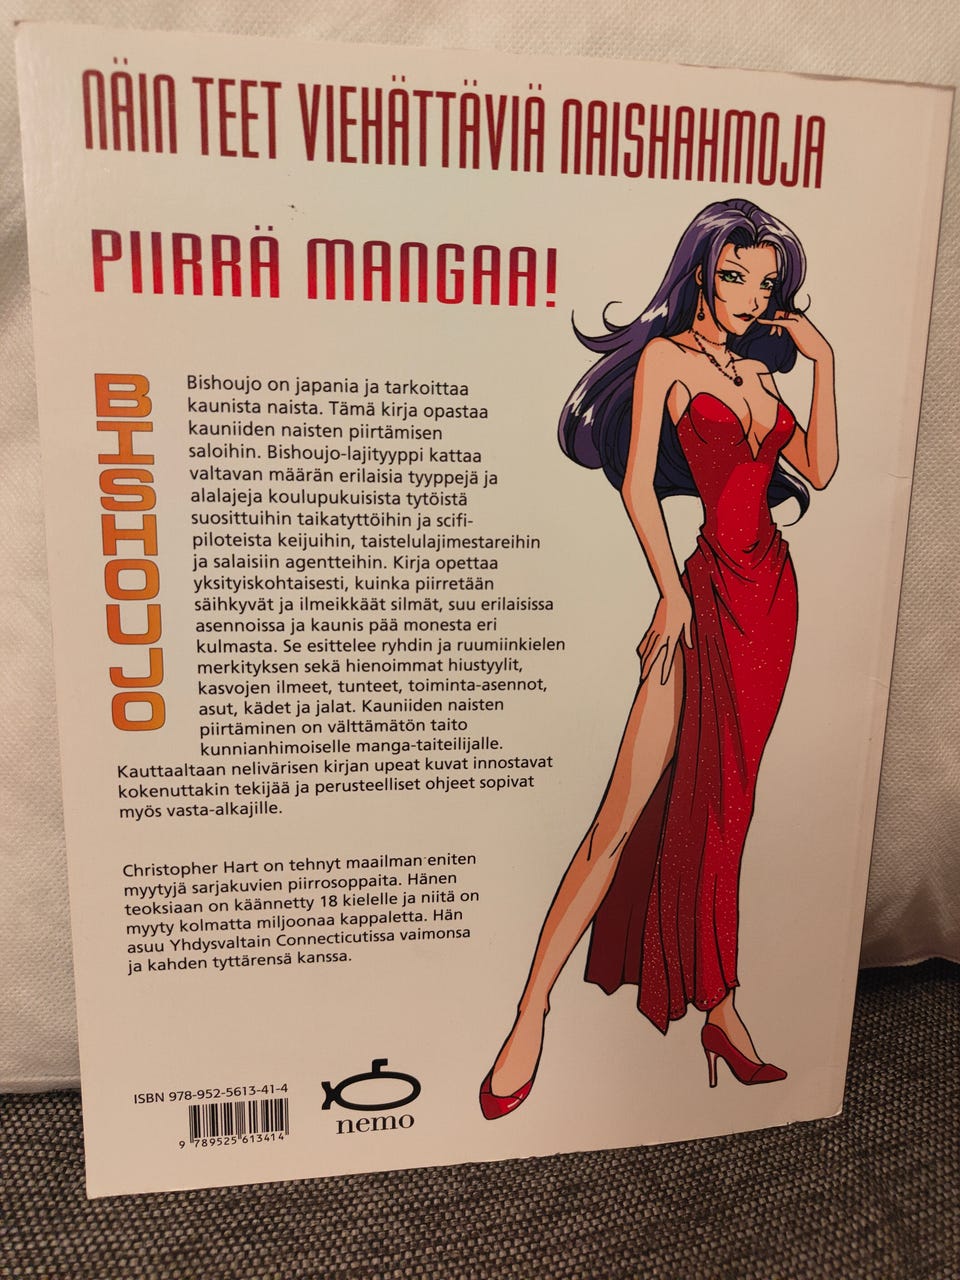 NÄIN TEET VIEHÄTTÄVIÄ NAISHAHMOJA
PIIRRÄ MANGAA!
BISHOUJO
Bishoujo on japania ja tarkoittaa
kaunista naista. Tämä kirja opastaa
kauniiden naisten piirtämisen
saloihin. Bishoujo-lajityyppi kattaa
valtavan määrän erilaisia tyyppejä ja
alalajeja koulupukuisista tytöistä
suosittuihin taikatyttöihin ja scifi-
piloteista keijuihin, taistelulajimestareihin
ja salaisiin agentteihin. Kirja opettaa
yksityiskohtaisesti, kuinka piirretään
säihkyvät ja ilmeikkäät silmät, suu erilaisissa
asennoissa ja kaunis pää monesta eri
kulmasta. Se esittelee ryhdin ja ruumiinkielen
merkityksen sekä hienoimmat hiustyylit,
kasvojen ilmeet, tunteet, toiminta-asennot,
asut, kädet ja jalat. Kauniiden naisten
piirtäminen on välttämätön taito
kunnianhimoiselle manga-taiteilijalle.
Kauttaaltaan nelivärisen kirjan upeat kuvat innostavat
kokenuttakin tekijää ja perusteelliset ohjeet sopivat
myös vasta-alkajille.
Christopher Hart on tehnyt maailman eniten
myytyjä sarjakuvien piirrosoppaita. Hänen
teoksiaan on käännetty 18 kielelle ja niitä on
myyty kolmatta miljoonaa kappaletta. Hän
asuu Yhdysvaltain Connecticutissa vaimonsa
ja kahden tyttärensä kanssa.
ISBN 978-952-5613-41-4
9 789525 613414
nemo